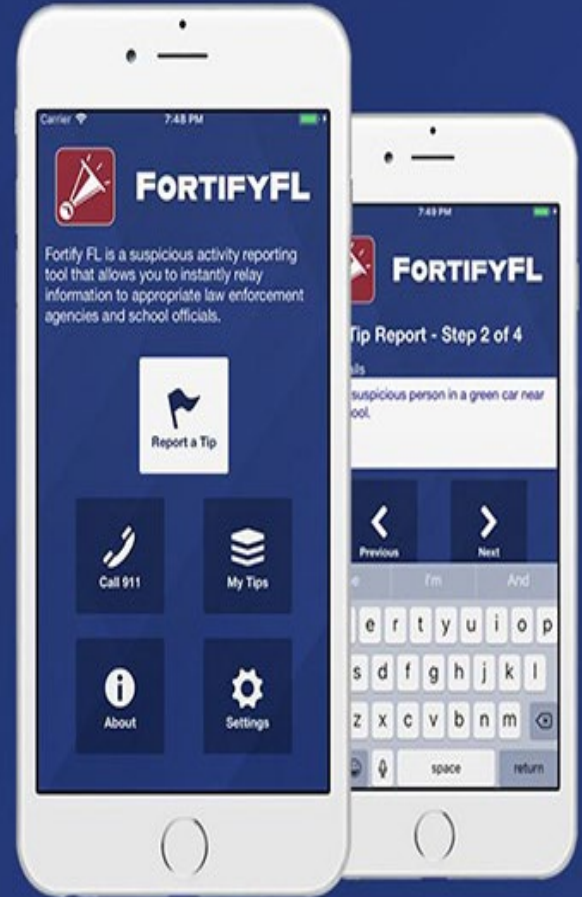 Carrier 7:48 PM
FORTIFYFL
Fortify FL is a suspicious activity reporting
tool that allows you to instantly relay
information to appropriate law enforcement
agencies and school officials.
Report a Tip
Call 911
My Tips
About
Settings
7:49 PM
FORTIFYFL
Tip Report - Step 2 of 4
suspicious person in a green car near
Previous
Next
I'm And
e r t y u i o p
s d f g h j k l
z x c v b n m
space return